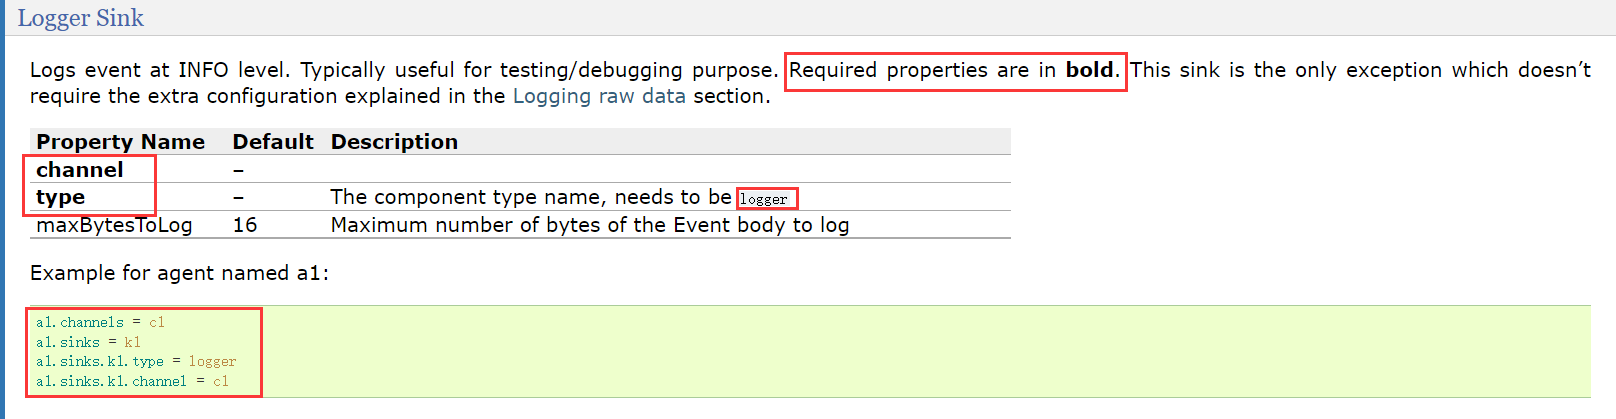 Logger Sink
Logs event at INFO level. Typically useful for testing/debugging purpose. Required properties are in bold. This sink is the only exception which doesn’t
require the extra configuration explained in the Logging raw data section.
Property Name Default Description
channel –
type – The component type name, needs to be logger
maxBytesToLog 16 Maximum number of bytes of the Event body to log
Example for agent named a1:
a1.channels = c1
a1.sinks = k1
a1.sinks.k1.type = logger
a1.sinks.k1.channel = c1